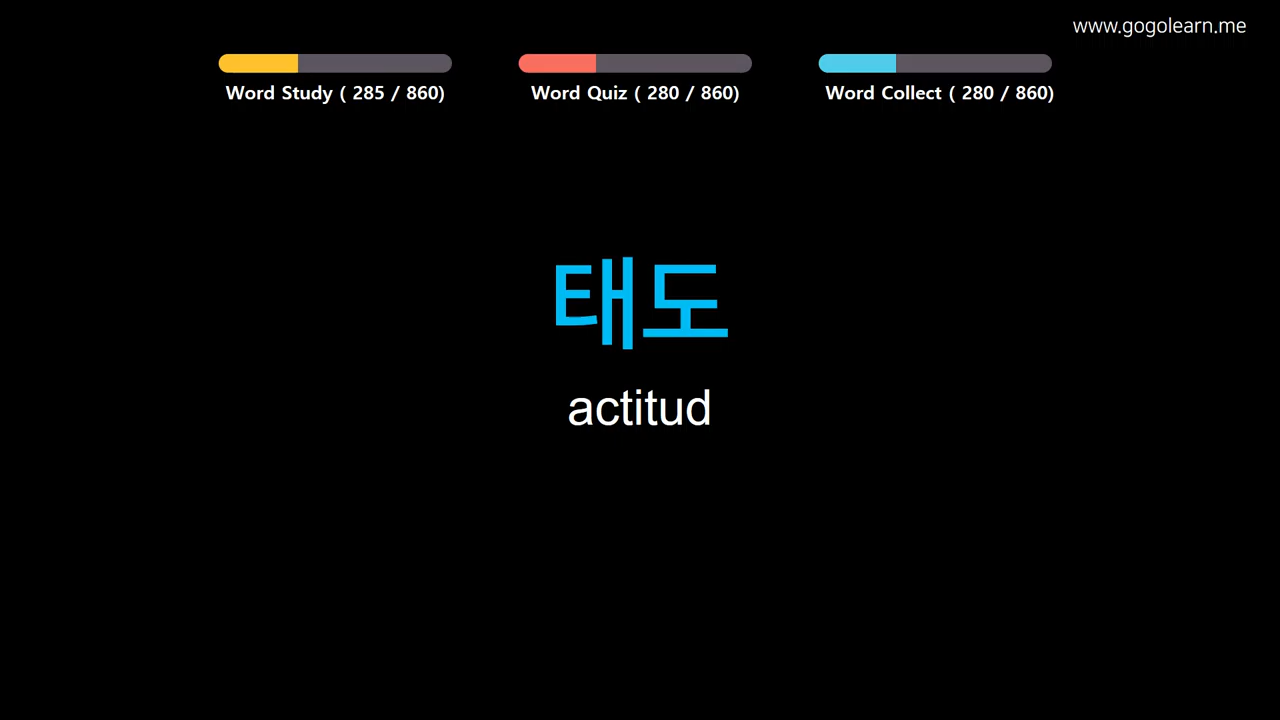 www.gogolearn.me
Word Study ( 285 / 860)
Word Quiz ( 280 / 860)
Word Collect ( 280 / 860)
태도
actitud